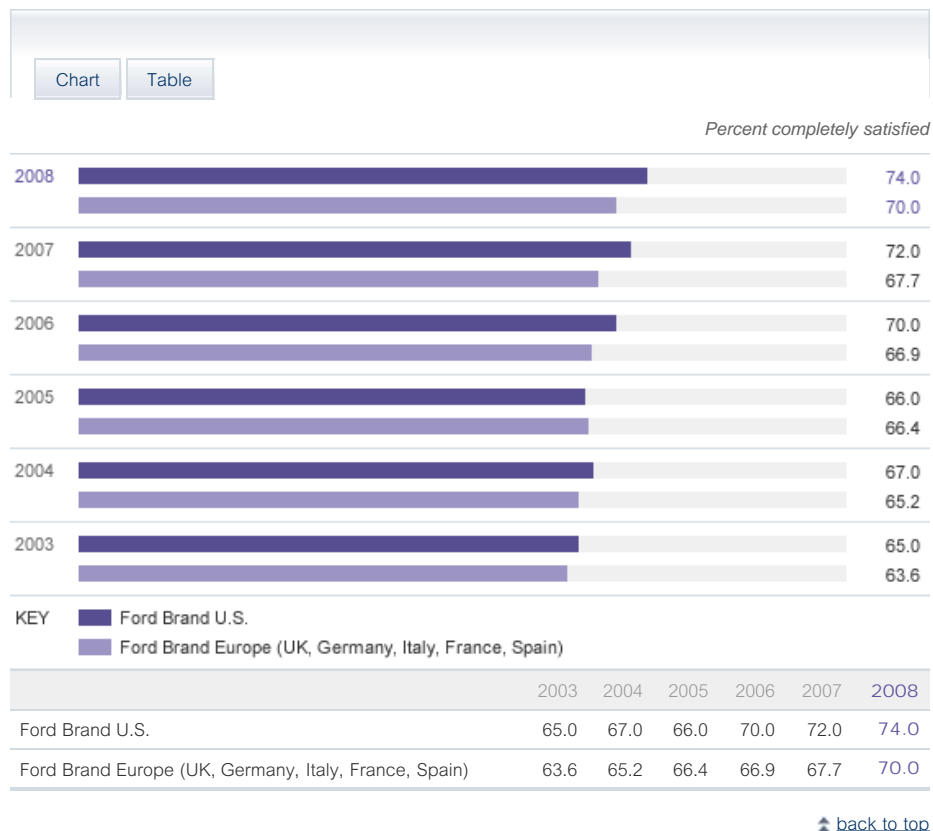 Chart Table
Percent completely satisfied
2008 74.0
70.0
2007 72.0
67.7
2006 70.0
66.9
2005 66.0
66.4
2004 67.0
65.2
2003 65.0
63.6
KEY Ford Brand U.S.
Ford Brand Europe (UK, Germany, Italy, France, Spain)
2003 2004 2005 2006 2007 2008
Ford Brand U.S. 65.0 67.0 66.0 70.0 72.0 74.0
Ford Brand Europe (UK, Germany, Italy, France, Spain) 63.6 65.2 66.4 66.9 67.7 70.0
back to top